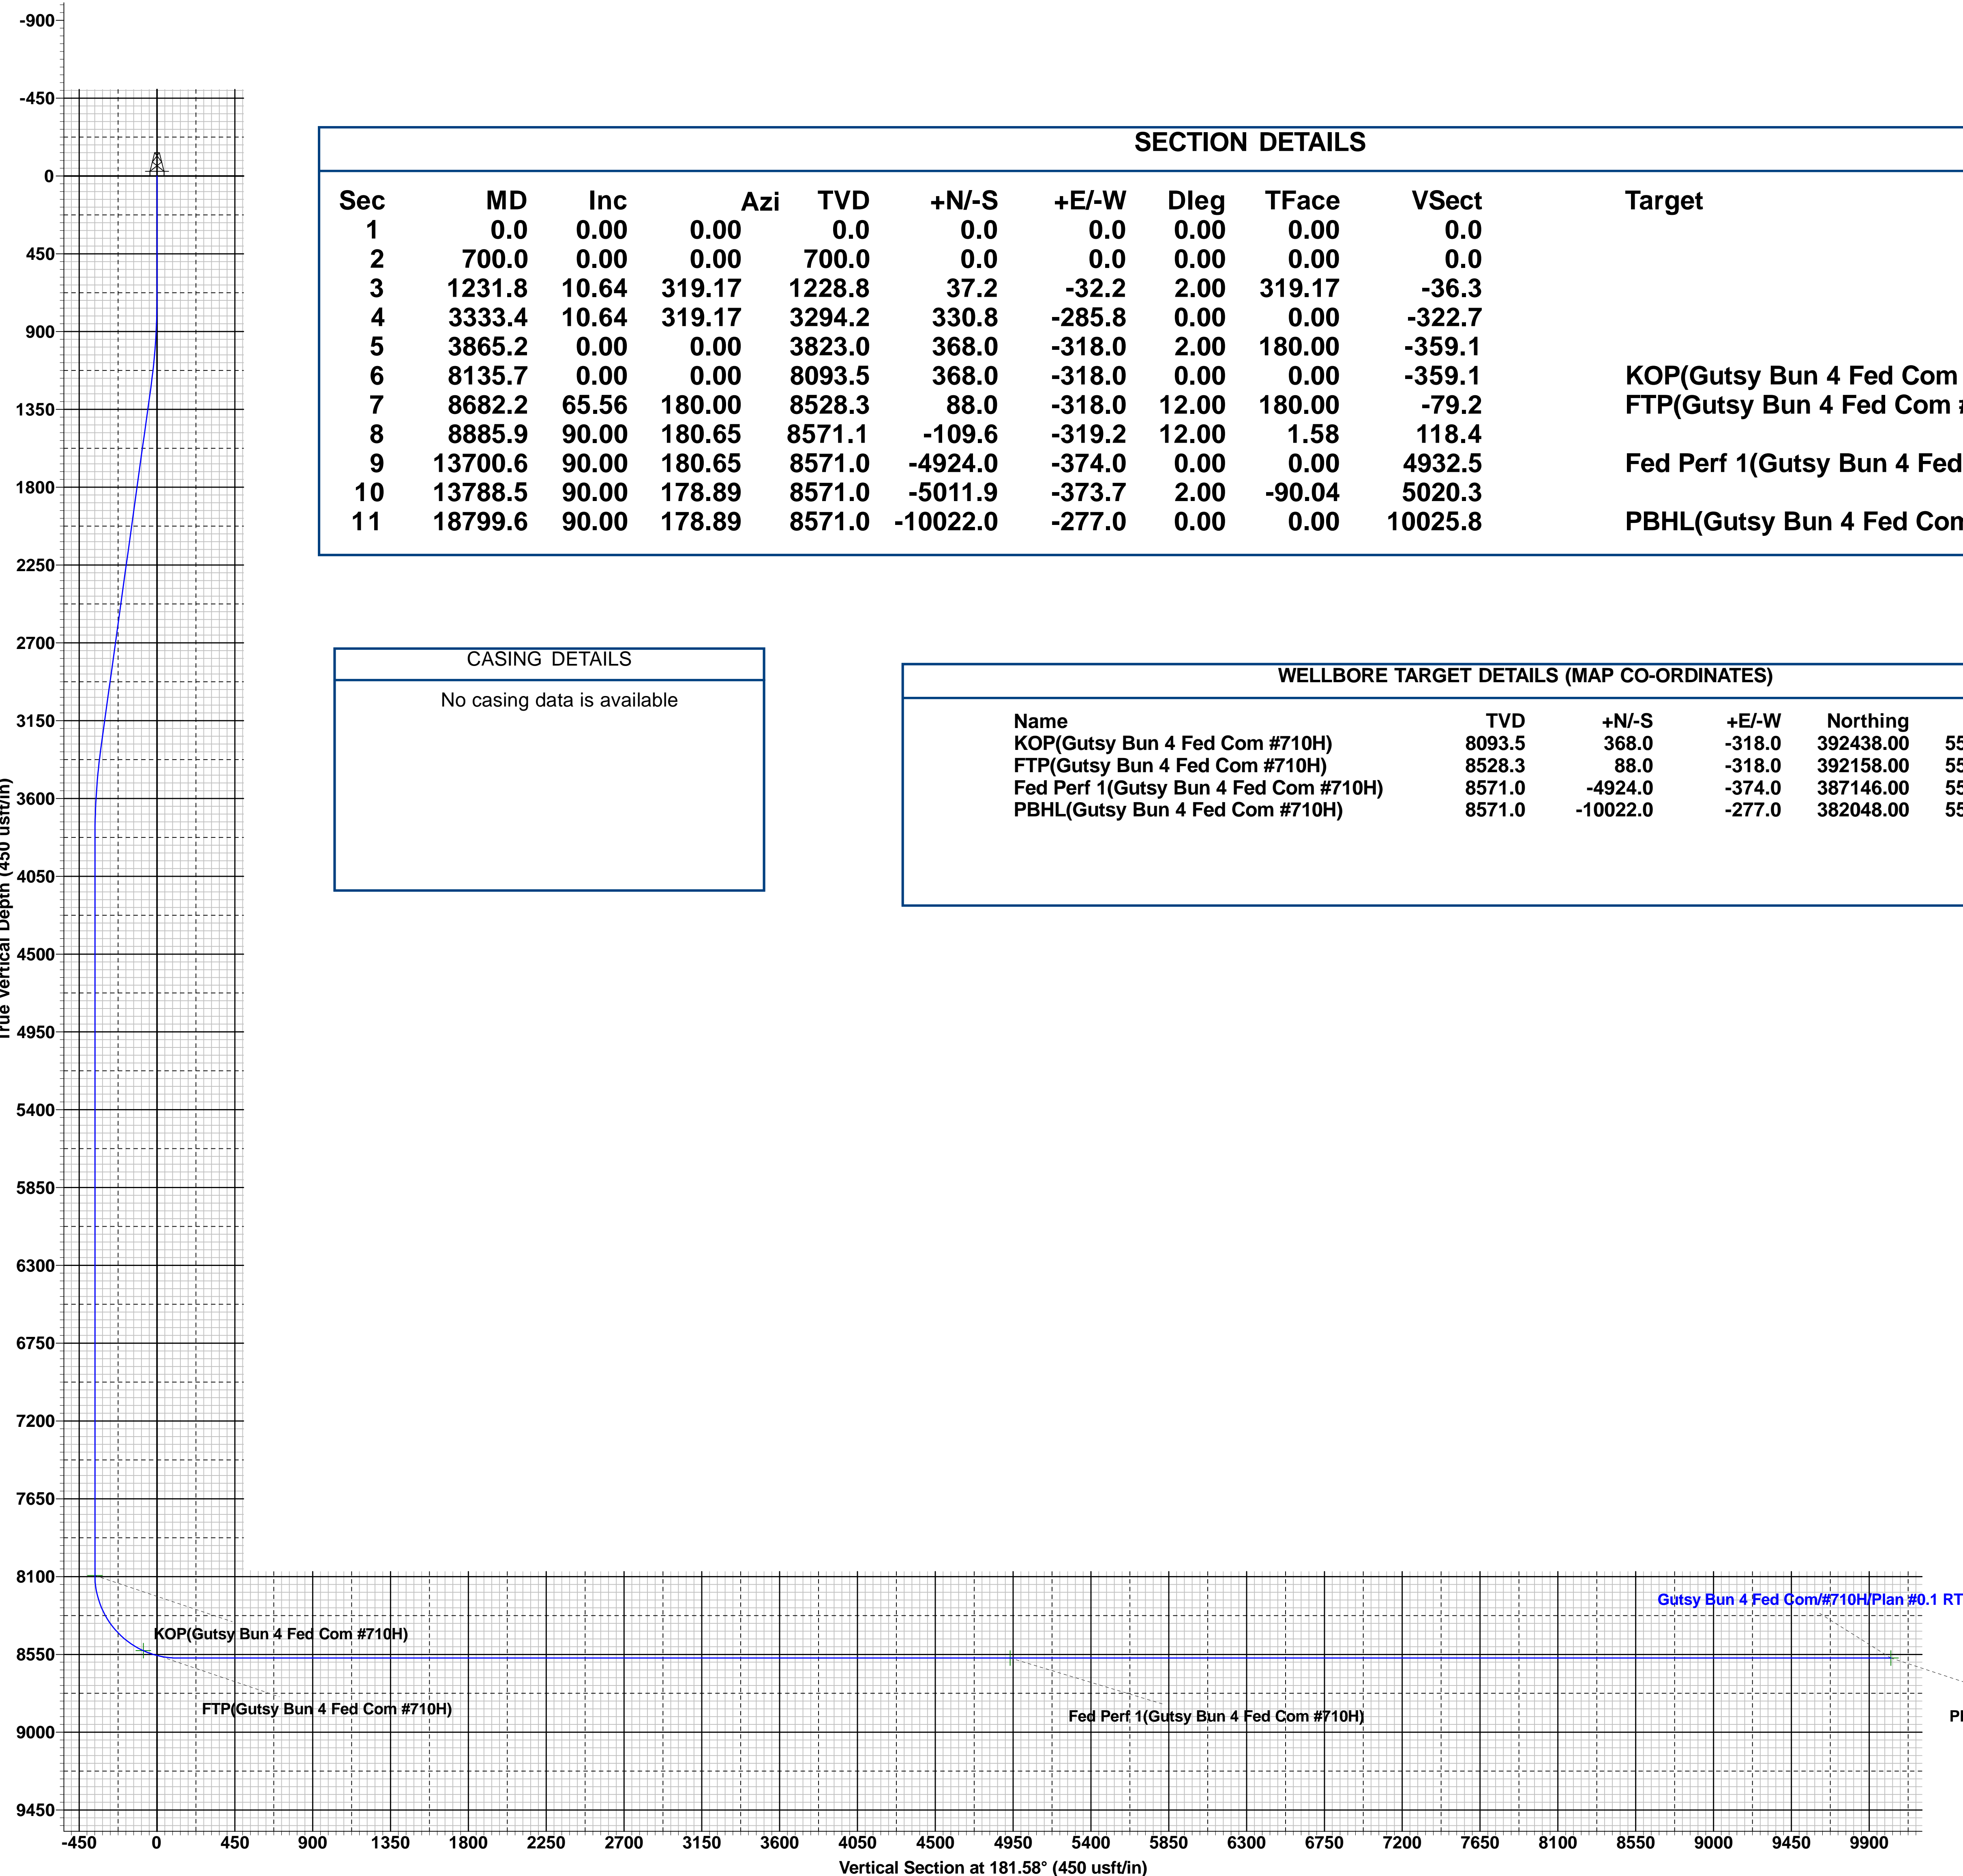 SECTION DETAILS
Sec MD Inc Azi TVD +N/-S +E/-W Dleg TFace VSect Target
1 0.0 0.00 0.00 0.0 0.0 0.0 0.00 0.00 0.0
2 700.0 0.00 0.00 700.0 0.0 0.0 0.00 0.00 0.0
3 1231.8 10.64 319.17 1228.8 37.2 -32.2 2.00 319.17 -36.3
4 3333.4 10.64 319.17 3294.2 330.8 -285.8 0.00 0.00 -322.7
5 3865.2 0.00 0.00 3823.0 368.0 -318.0 2.00 180.00 -359.1
6 8135.7 0.00 0.00 8093.5 368.0 -318.0 0.00 0.00 -359.1 KOP(Gutsy Bun 4 Fed Com
7 8682.2 65.56 180.00 8528.3 88.0 -318.0 12.00 180.00 -79.2 FTP(Gutsy Bun 4 Fed Com #
8 8885.9 90.00 180.65 8571.1 -109.6 -319.2 12.00 1.58 118.4
9 13700.6 90.00 180.65 8571.0 -4924.0 -374.0 0.00 0.00 4932.5 Fed Perf 1(Gutsy Bun 4 Fed
10 13788.5 90.00 178.89 8571.0 -5011.9 -373.7 2.00 -90.04 5020.3
11 18799.6 90.00 178.89 8571.0 -10022.0 -277.0 0.00 0.00 10025.8 PBHL(Gutsy Bun 4 Fed Com
CASING DETAILS
No casing data is available
WELLBORE TARGET DETAILS (MAP CO-ORDINATES)
Name TVD +N/-S +E/-W Northing
KOP(Gutsy Bun 4 Fed Com #710H) 8093.5 368.0 -318.0 392438.00 55
FTP(Gutsy Bun 4 Fed Com #710H) 8528.3 88.0 -318.0 392158.00 55
Fed Perf 1(Gutsy Bun 4 Fed Com #710H) 8571.0 -4924.0 -374.0 387146.00 55
PBHL(Gutsy Bun 4 Fed Com #710H) 8571.0 -10022.0 -277.0 382048.00 55
-900
-450
0
450
900
1350
1800
2250
2700
3150
3600
4050
4500
4950
5400
5850
6300
6750
7200
7650
8100
8550
9000
9450
True Vertical Depth (450 usft/in)
Gutsy Bun 4 Fed Com/#710H/Plan #0.1 RT
KOP(Gutsy Bun 4 Fed Com #710H)
FTP(Gutsy Bun 4 Fed Com #710H)
Fed Perf 1(Gutsy Bun 4 Fed Com #710H)
-450 0 450 900 1350 1800 2250 2700 3150 3600 4050 4500 4950 5400 5850 6300 6750 7200 7650 8100 8550 9000 9450 9900
Vertical Section at 181.58° (450 usft/in)